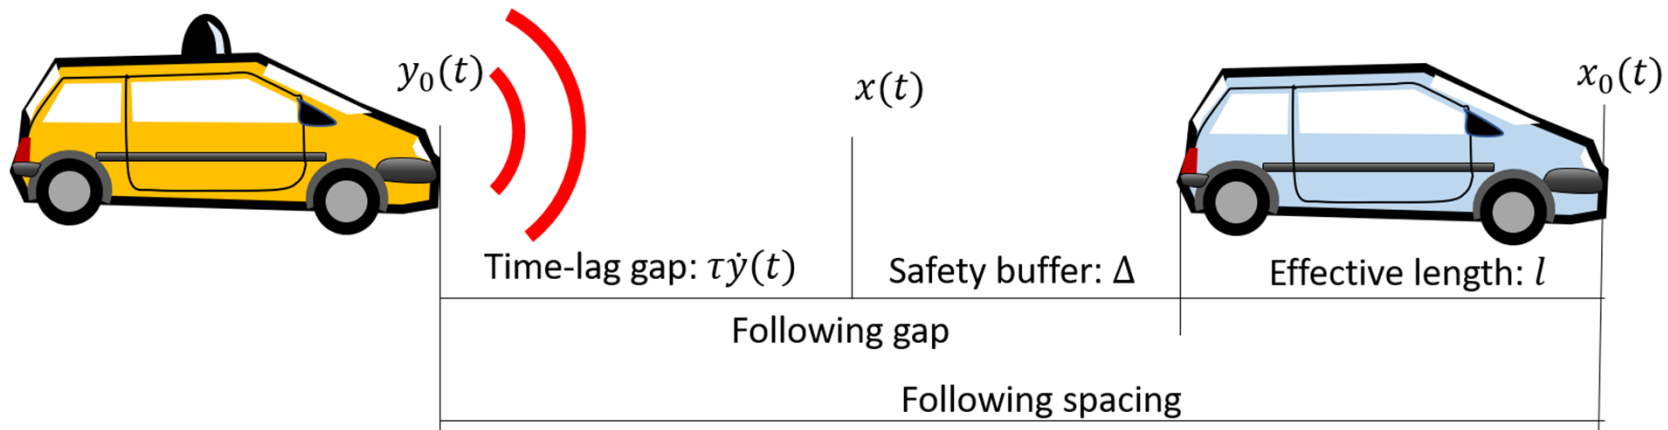 y₀(t)
x(t)
x₀(t)
Time-lag gap: τẏ(t)
Safety buffer: Δ
Effective length: l
Following gap
Following spacing